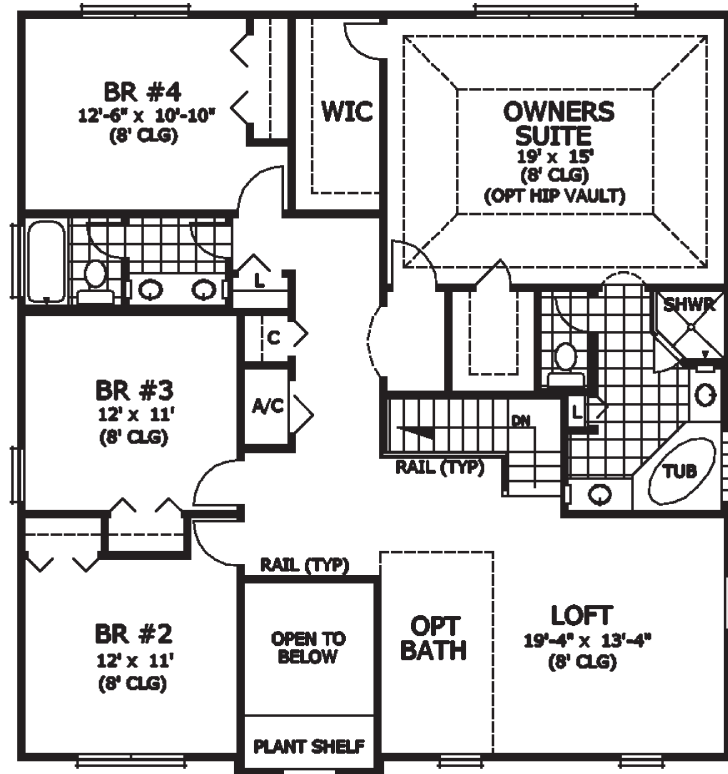 BR #4
12'-6" x 10'-10"
(8' CLG)
WIC
OWNERS
SUITE
19' x 15'
(8' CLG)
(OPT HIP VAULT)
L
C
A/C
SHWR
BR #3
12' x 11'
(8' CLG)
DN
L
RAIL (TYP)
TUB
RAIL (TYP)
BR #2
12' x 11'
(8' CLG)
OPEN TO
BELOW
OPT
BATH
LOFT
19'-4" x 13'-4"
(8' CLG)
PLANT SHELF